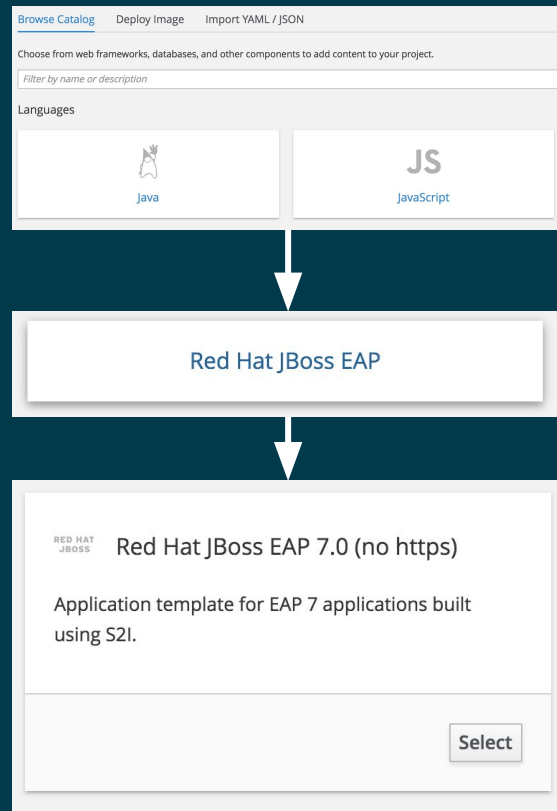 Browse Catalog Deploy Image Import YAML / JSON
Choose from web frameworks, databases, and other components to add content to your project.
Filter by name or description
Languages
JS
Java JavaScript
Red Hat JBoss EAP
RED HAT
JBOSS
Red Hat JBoss EAP 7.0 (no https)
Application template for EAP 7 applications built
using S2I.
Select